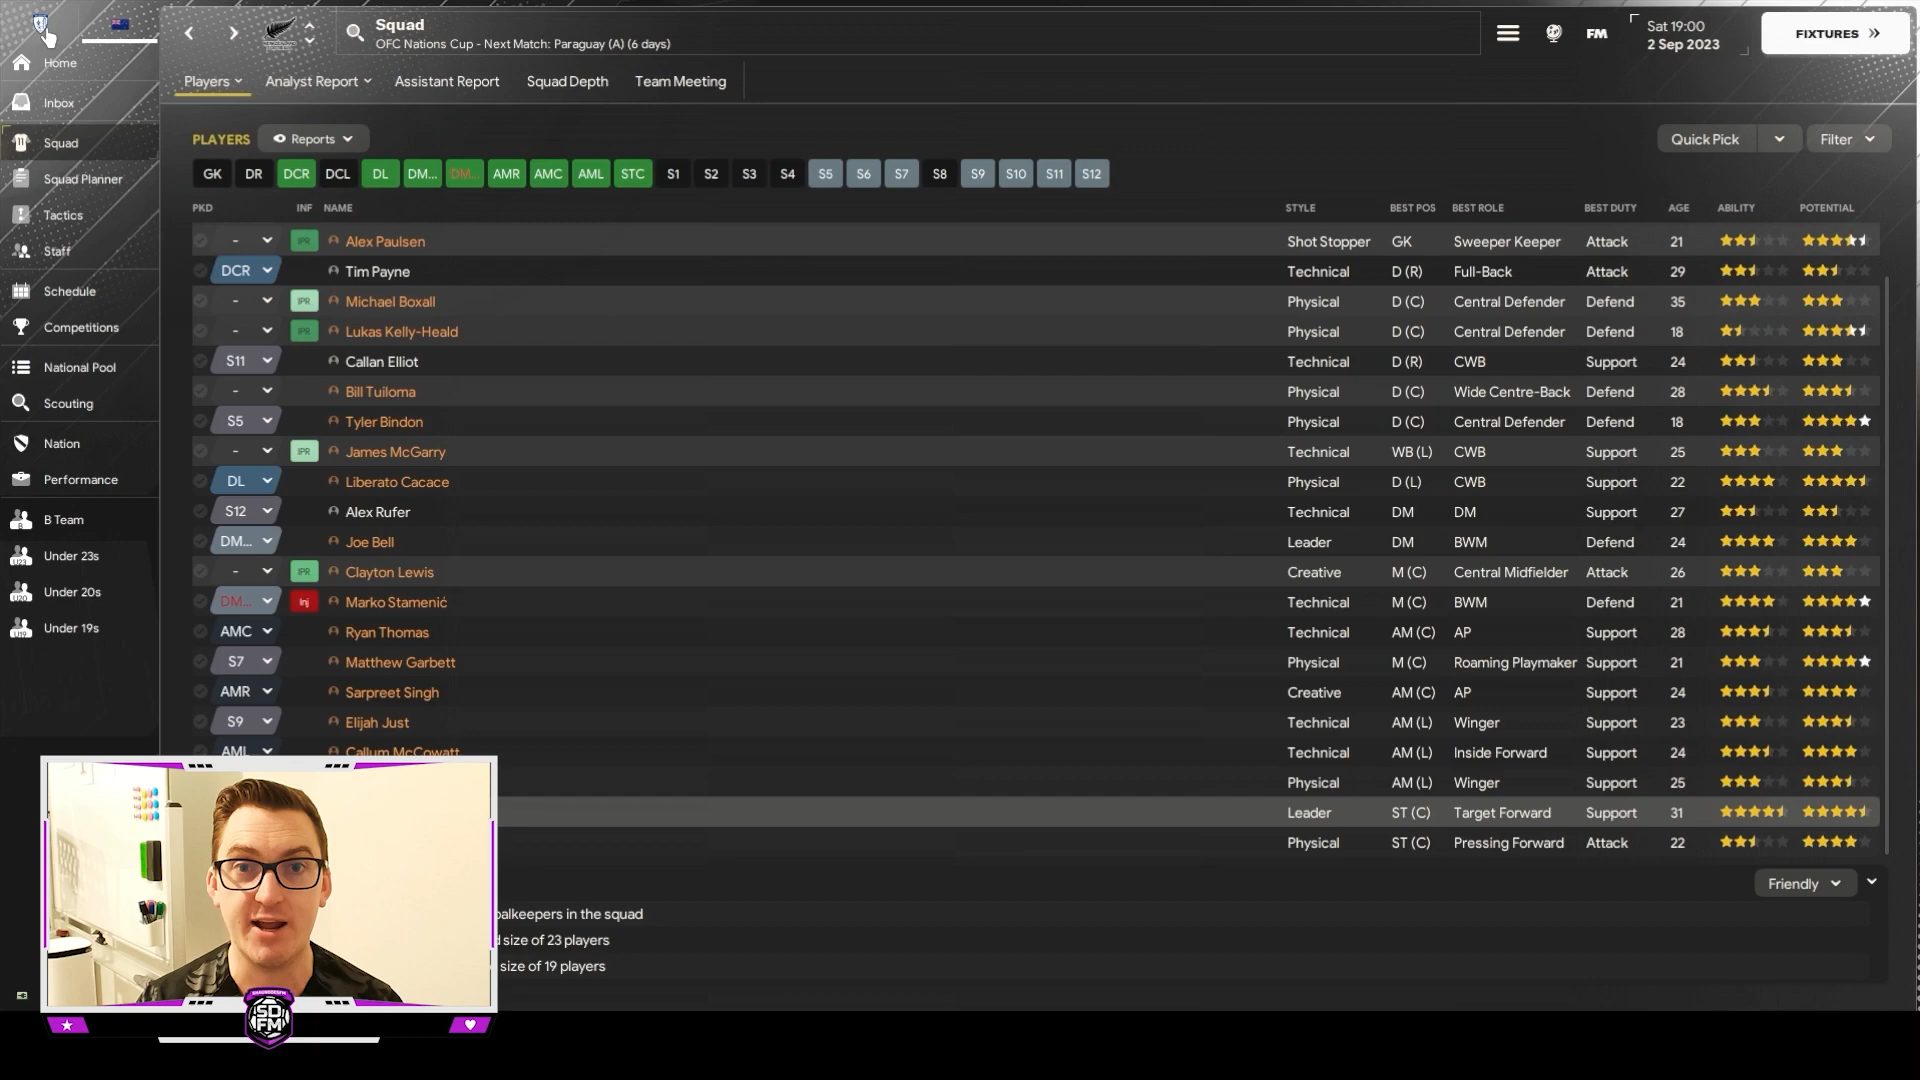 Squad
OFC Nations Cup - Next Match: Paraguay (A) (6 days)
FM
Sat 19:00
2 Sep 2023
FIXTURES
Home
Inbox
Squad
Squad Planner
Tactics
Staff
Schedule
Competitions
National Pool
Scouting
Nation
Performance
B Team
Under 23s
Under 20s
Under 19s
Players Analyst Report Assistant Report Squad Depth Team Meeting
PLAYERS Reports Quick Pick Filter
GK DR DCR DCL DL DM... DM... AMR AMC AML STC S1 S2 S3 S4 S5 S6 S7 S8 S9 S10 S11 S12
PKD INF NAME STYLE BEST POS BEST ROLE BEST DUTY AGE ABILITY POTENTIAL
- IPR Alex Paulsen Shot Stopper GK Sweeper Keeper Attack 21
DCR Tim Payne Technical D (R) Full-Back Attack 29
- IPR Michael Boxall Physical D (C) Central Defender Defend 35
- IPR Lukas Kelly-Heald Physical D (C) Central Defender Defend 18
S11 Callan Elliot Technical D (R) CWB Support 24
- Bill Tuiloma Physical D (C) Wide Centre-Back Defend 28
S5 Tyler Bindon Physical D (C) Central Defender Defend 18
- IPR James McGarry Technical WB (L) CWB Support 25
DL Liberato Cacace Physical D (L) CWB Support 22
S12 Alex Rufer Technical DM DM Support 27
DM... Joe Bell Leader DM BWM Defend 24
- IPR Clayton Lewis Creative M (C) Central Midfielder Attack 26
DM... Inj Marko Stamenić Technical M (C) BWM Defend 21
AMC Ryan Thomas Technical AM (C) AP Support 28
S7 Matthew Garbett Physical M (C) Roaming Playmaker Support 21
AMR Sarpreet Singh Creative AM (C) AP Support 24
S9 Elijah Just Technical AM (L) Winger Support 23
AML Callum McCowatt Technical AM (L) Inside Forward Support 24
Physical AM (L) Winger Support 25
Leader ST (C) Target Forward Support 31
Physical ST (C) Pressing Forward Attack 22
Friendly
oalkeepers in the squad
d size of 23 players
size of 19 players
SD
FM